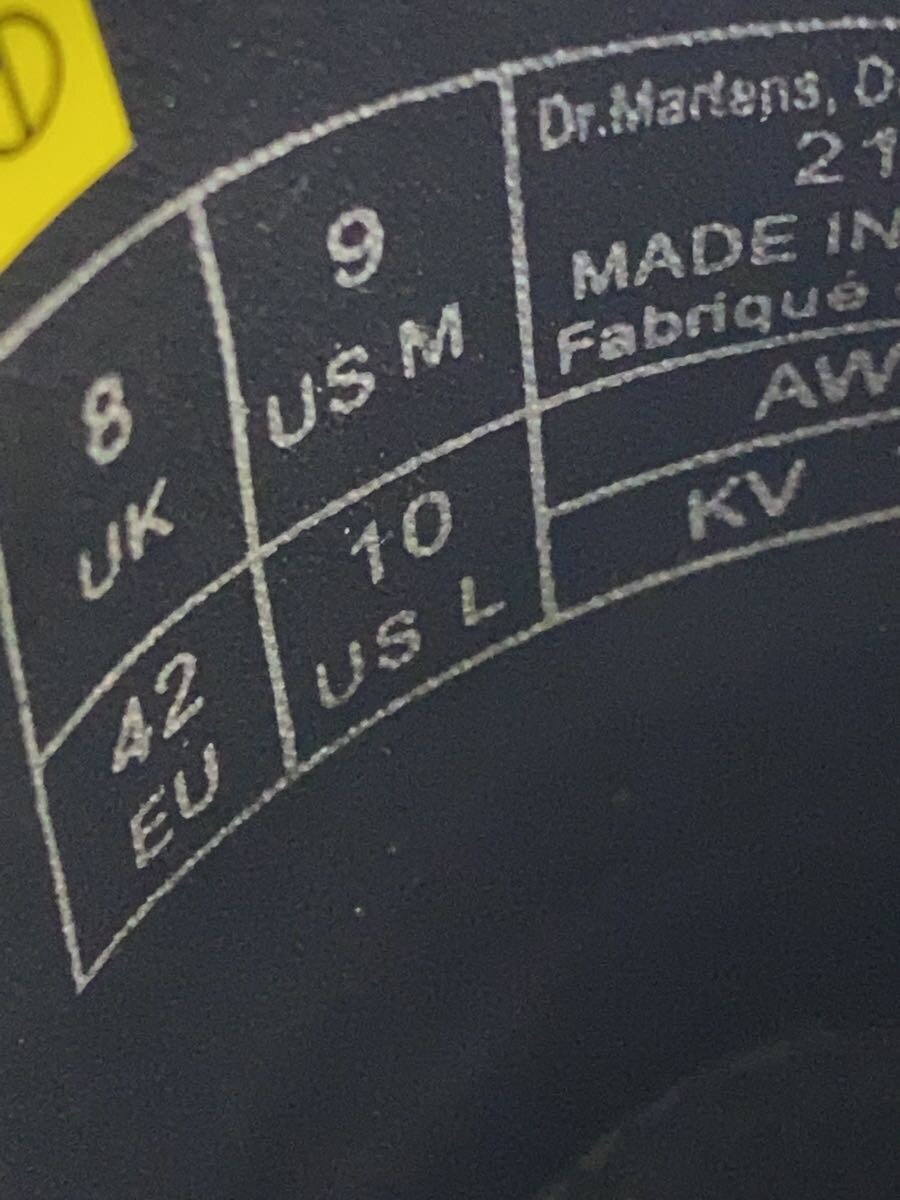 8
UK
9
US M
42
EU
10
US L
Dr.Martens, D
21
MADE IN
Fabriqué
AW
KV